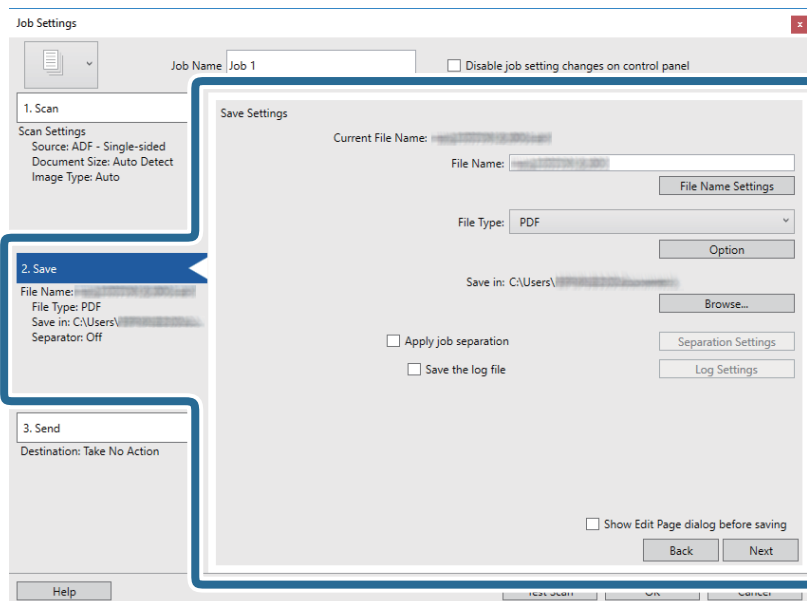 Job Settings
Job Name Job 1
Disable job setting changes on control panel
1. Scan
Scan Settings
Source: ADF - Single-sided
Document Size: Auto Detect
Image Type: Auto
2. Save
File Name:
File Type: PDF
Save in: C:\Users\
Separator: Off
3. Send
Destination: Take No Action
Save Settings
Current File Name:
File Name:
File Name Settings
File Type: PDF
Option
Save in: C:\Users\
Browse...
Apply job separation
Separation Settings
Save the log file
Log Settings
Show Edit Page dialog before saving
Back Next
Help Test Scan OK Cancel